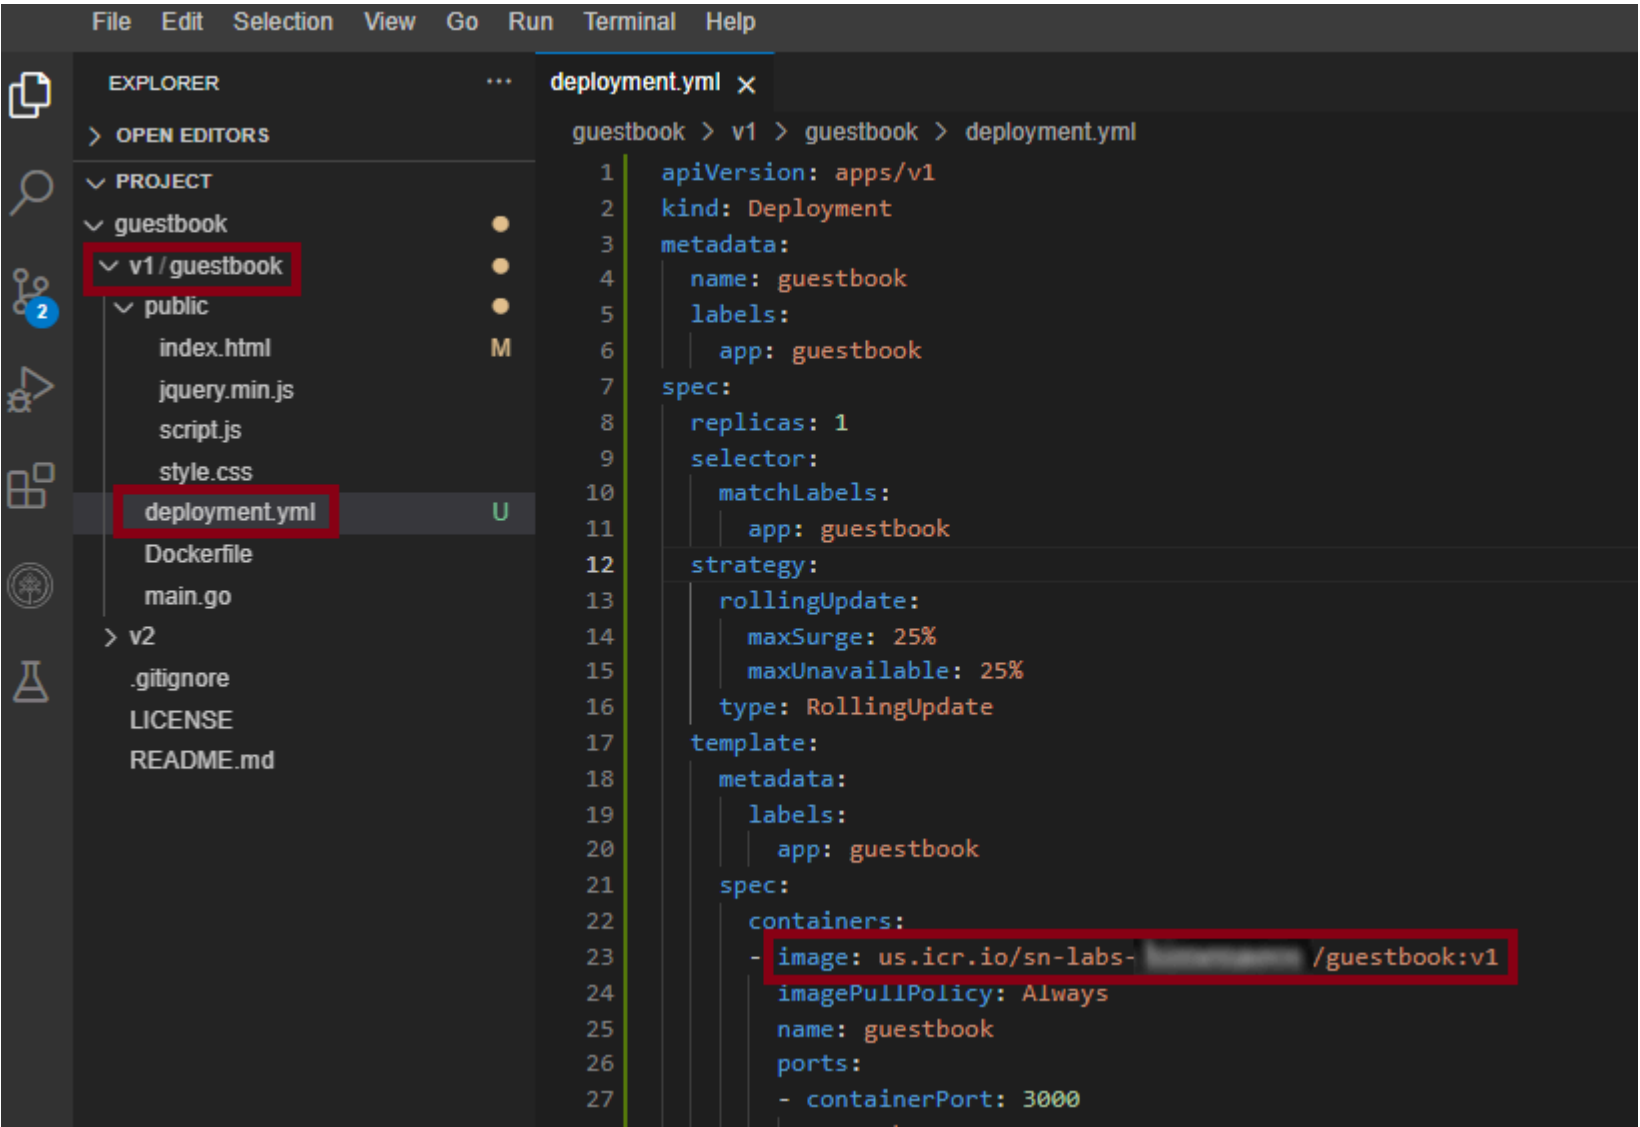 File Edit Selection View Go Run Terminal Help
EXPLORER ···
OPEN EDITORS
PROJECT
guestbook
v1/guestbook
public
index.html M
jquery.min.js
script.js
style.css
deployment.yml U
Dockerfile
main.go
v2
.gitignore
LICENSE
README.md
2
deployment.yml ×
guestbook > v1 > guestbook > deployment.yml
1 apiVersion: apps/v1
2 kind: Deployment
3 metadata:
4 name: guestbook
5 labels:
6 app: guestbook
7 spec:
8 replicas: 1
9 selector:
10 matchLabels:
11 app: guestbook
12 strategy:
13 rollingUpdate:
14 maxSurge: 25%
15 maxUnavailable: 25%
16 type: RollingUpdate
17 template:
18 metadata:
19 labels:
20 app: guestbook
21 spec:
22 containers:
23 - image: us.icr.io/sn-labs- /guestbook:v1
24 imagePullPolicy: Always
25 name: guestbook
26 ports:
27 - containerPort: 3000